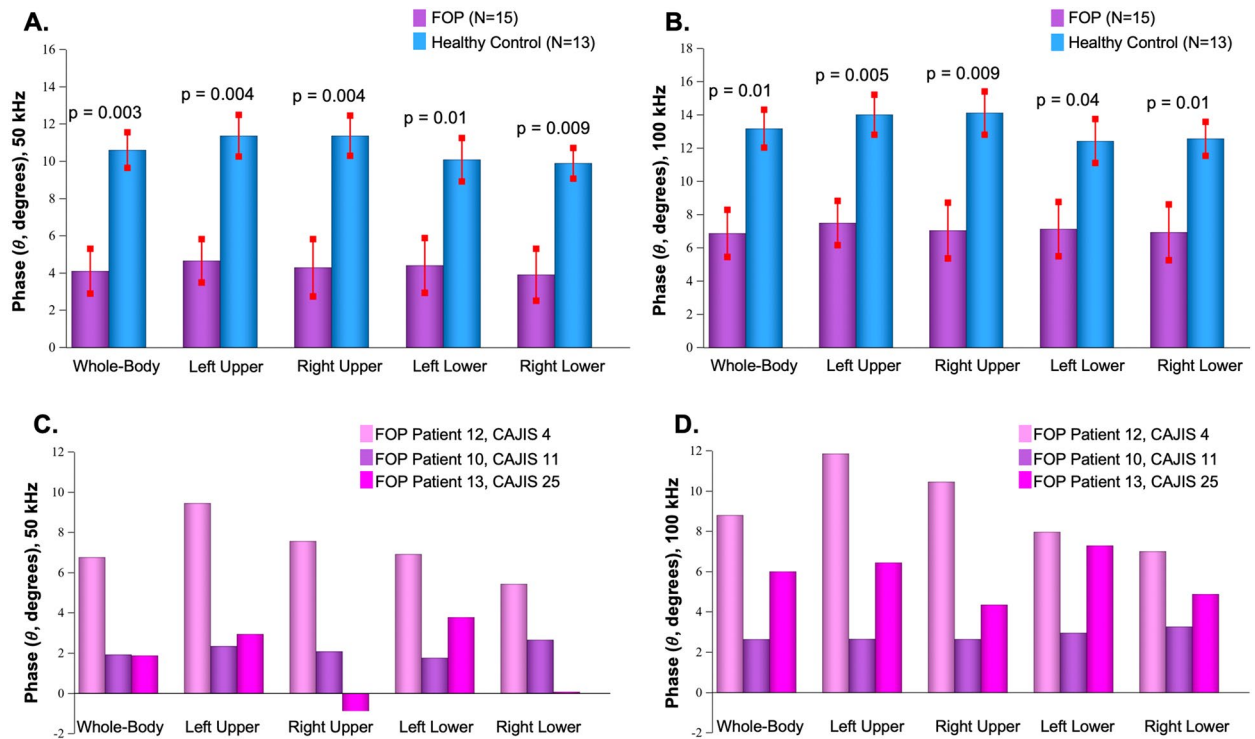 A.
FOP (N=15)
Healthy Control (N=13)
Phase (θ, degrees), 50 kHz
16
14
12
10
8
6
4
2
0
p = 0.003
p = 0.004
p = 0.004
p = 0.01
p = 0.009
Whole-Body
Left Upper
Right Upper
Left Lower
Right Lower
B.
FOP (N=15)
Healthy Control (N=13)
Phase (θ, degrees), 100 kHz
18
16
14
12
10
8
6
4
2
0
p = 0.01
p = 0.005
p = 0.009
p = 0.04
p = 0.01
Whole-Body
Left Upper
Right Upper
Left Lower
Right Lower
C.
FOP Patient 12, CAJIS 4
FOP Patient 10, CAJIS 11
FOP Patient 13, CAJIS 25
Phase (θ, degrees), 50 kHz
12
10
8
6
4
2
0
-2
Whole-Body
Left Upper
Right Upper
Left Lower
Right Lower
D.
FOP Patient 12, CAJIS 4
FOP Patient 10, CAJIS 11
FOP Patient 13, CAJIS 25
Phase (θ, degrees), 100 kHz
12
10
8
6
4
2
0
-2
Whole-Body
Left Upper
Right Upper
Left Lower
Right Lower